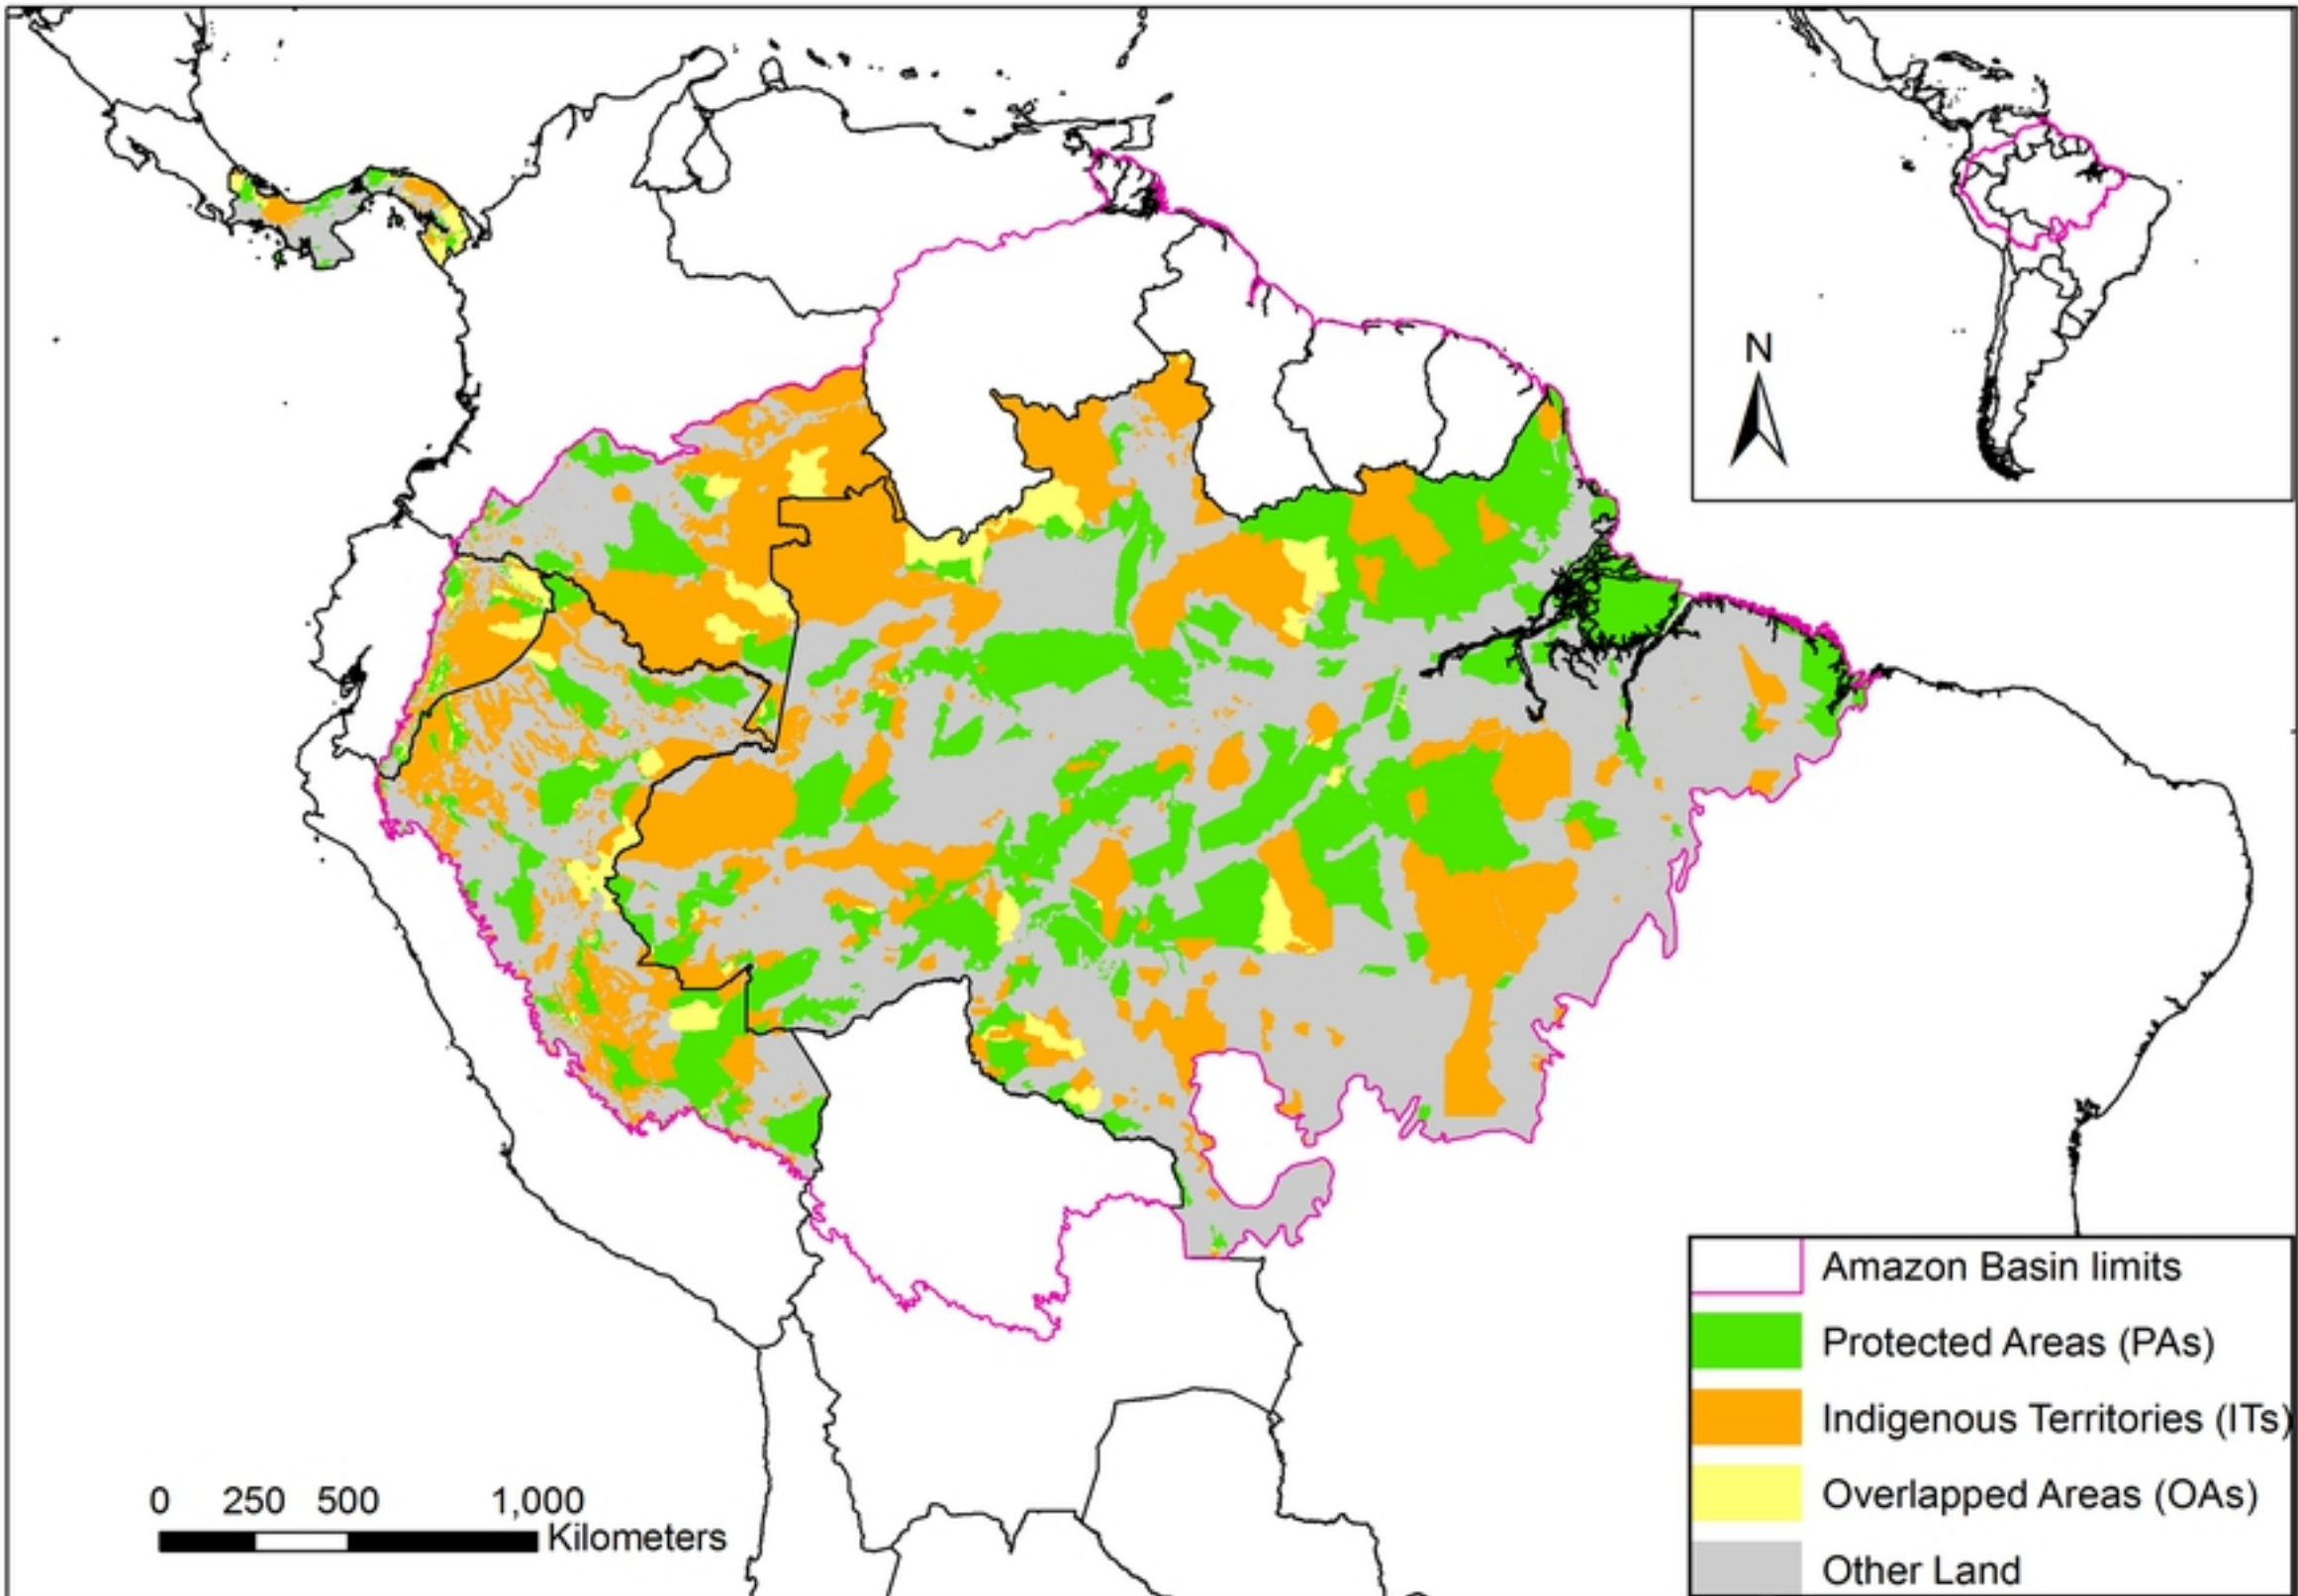 N
Amazon Basin limits
Protected Areas (PAs)
Indigenous Territories (ITs)
Overlapped Areas (OAs)
Other Land
0 250 500 1,000
Kilometers